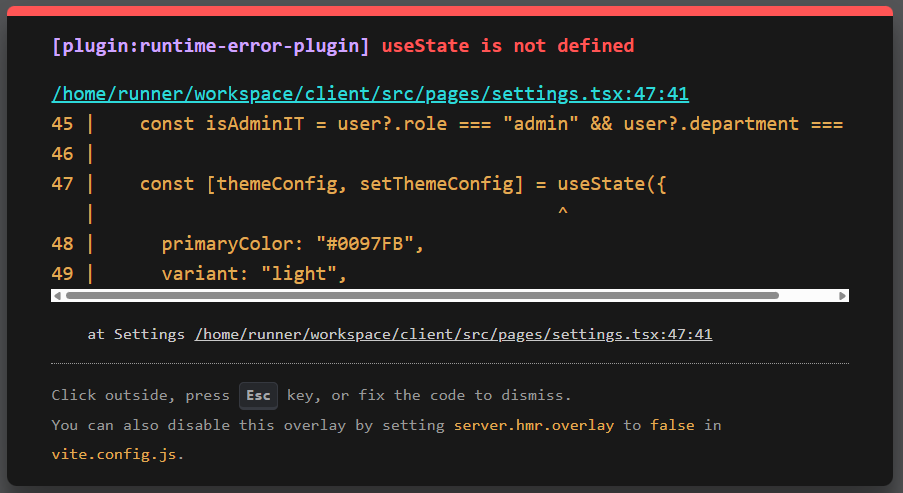 [plugin:runtime-error-plugin] useState is not defined
/home/runner/workspace/client/src/pages/settings.tsx:47:41
45 |    const isAdminIT = user?.role === "admin" && user?.department ===
46 |
47 |    const [themeConfig, setThemeConfig] = useState({
   |                                          ^
48 |      primaryColor: "#0097FB",
49 |      variant: "light",
at Settings /home/runner/workspace/client/src/pages/settings.tsx:47:41
Click outside, press Esc key, or fix the code to dismiss.
You can also disable this overlay by setting server.hmr.overlay to false in
vite.config.js.